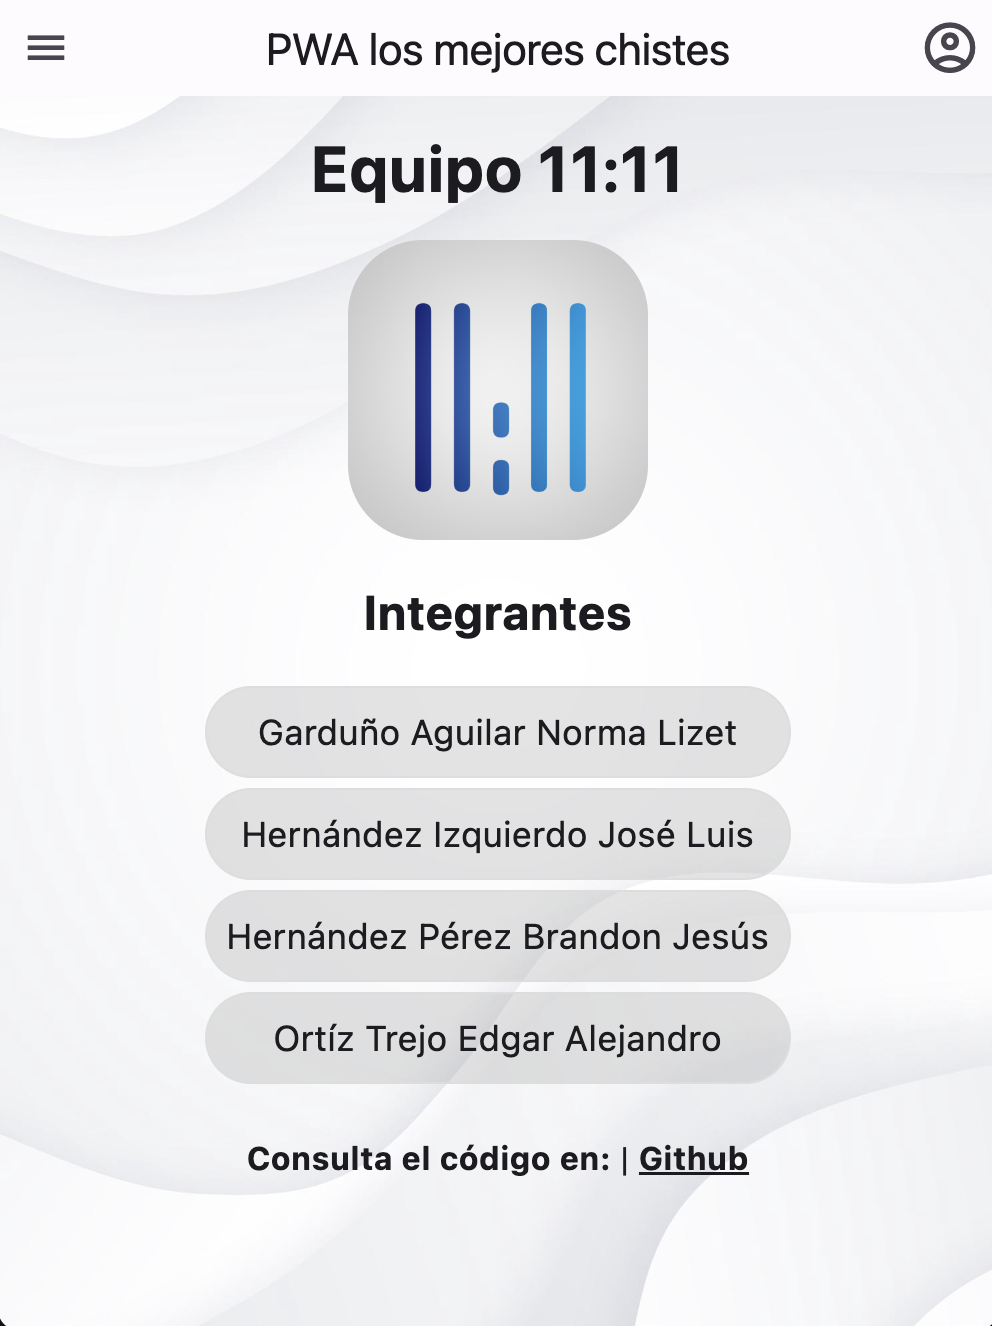 PWA los mejores chistes
Equipo 11:11
Integrantes
Garduño Aguilar Norma Lizet
Hernández Izquierdo José Luis
Hernández Pérez Brandon Jesús
Ortíz Trejo Edgar Alejandro
Consulta el código en: | Github